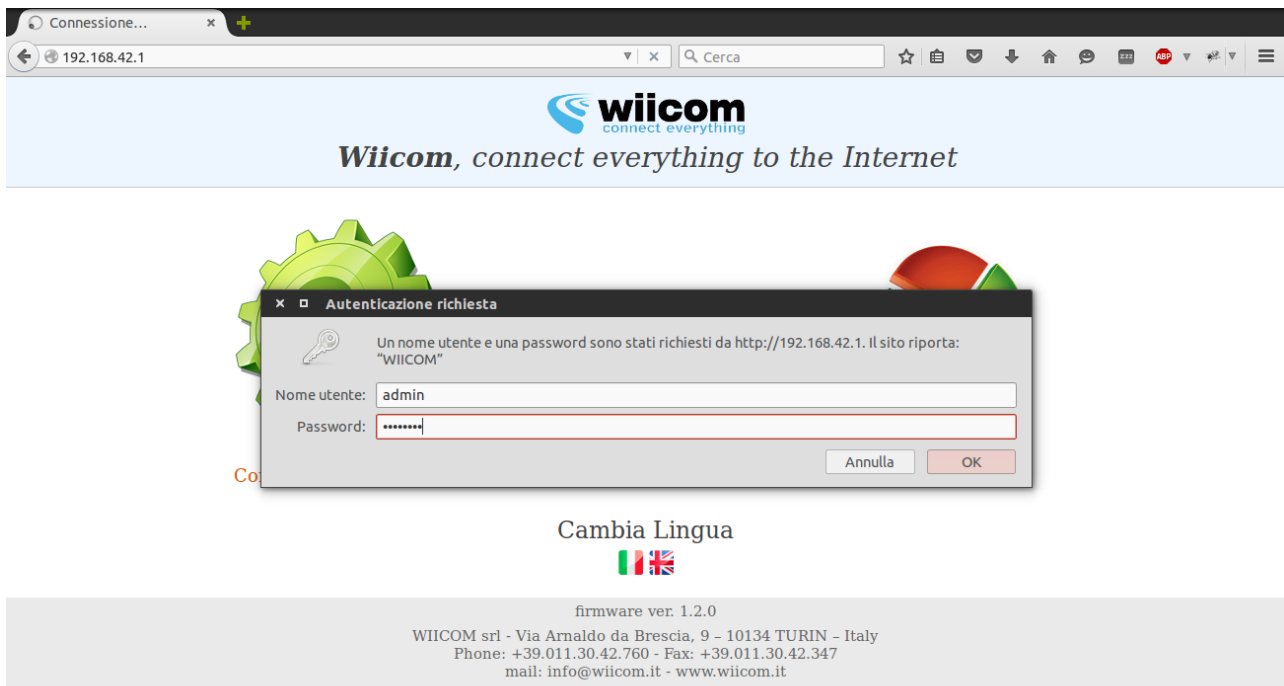 Connessione...
192.168.42.1
Cerca
zzz
ABP
wiicom
connect everything
Wiicom, connect everything to the Internet
Autenticazione richiesta
Un nome utente e una password sono stati richiesti da http://192.168.42.1. Il sito riporta:
“WIICOM”
Nome utente: admin
Password: ••••••••
Annulla OK
Co
Cambia Lingua
firmware ver. 1.2.0
WIICOM srl - Via Arnaldo da Brescia, 9 – 10134 TURIN – Italy
Phone: +39.011.30.42.760 - Fax: +39.011.30.42.347
mail: info@wiicom.it - www.wiicom.it